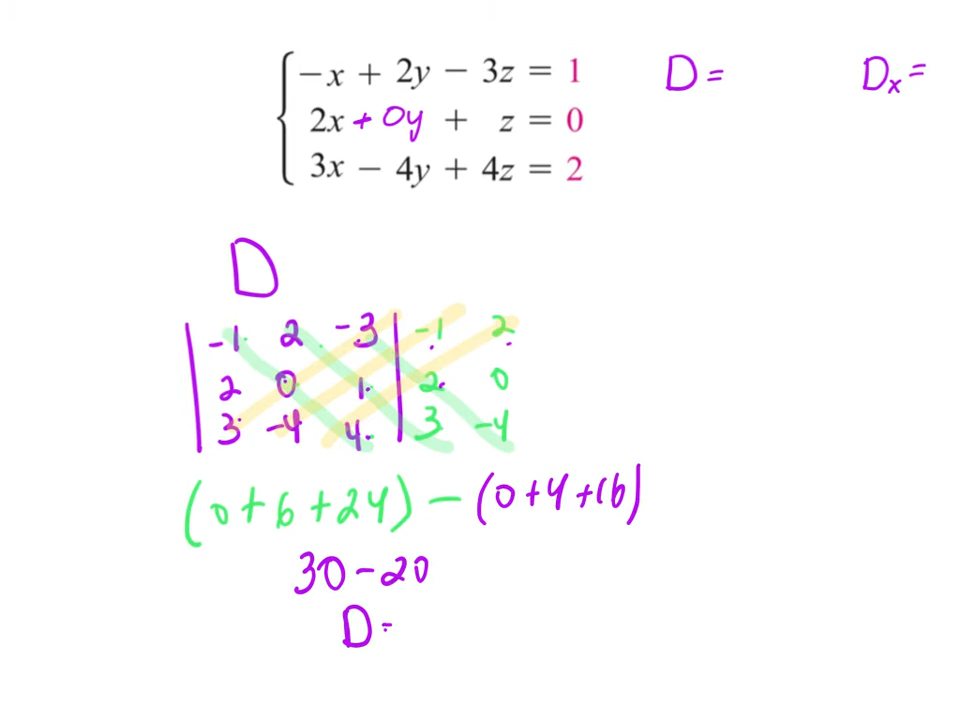 −x + 2y − 3z = 1 D = Dx =
2x + 0y + z = 0
3x − 4y + 4z = 2
D
-1 2 -3 -1 2
2 0 1 2 0
3 -4 4 3 -4
(0+6+24) − (0+4+16)
30 - 20
D =